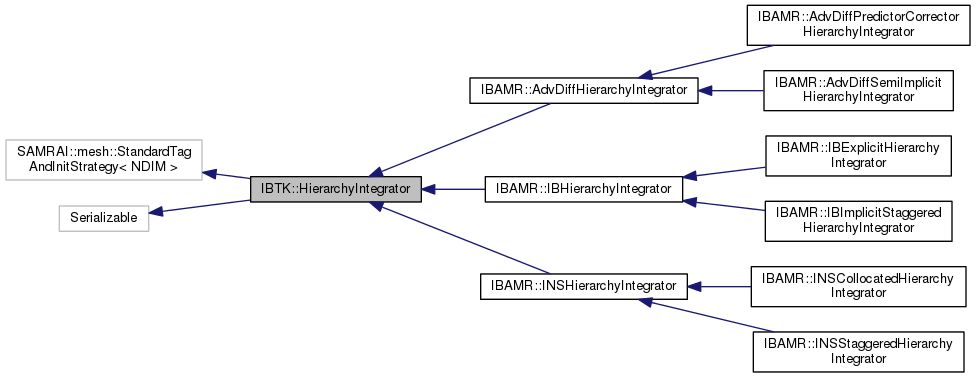 SAMRAI::mesh::StandardTag
AndInitStrategy< NDIM >
Serializable
IBTK::HierarchyIntegrator
IBAMR::AdvDiffHierarchyIntegrator
IBAMR::IBHierarchyIntegrator
IBAMR::INSHierarchyIntegrator
IBAMR::AdvDiffPredictorCorrector
HierarchyIntegrator
IBAMR::AdvDiffSemiImplicit
HierarchyIntegrator
IBAMR::IBExplicitHierarchy
Integrator
IBAMR::IBImplicitStaggered
HierarchyIntegrator
IBAMR::INSCollocatedHierarchy
Integrator
IBAMR::INSStaggeredHierarchy
Integrator